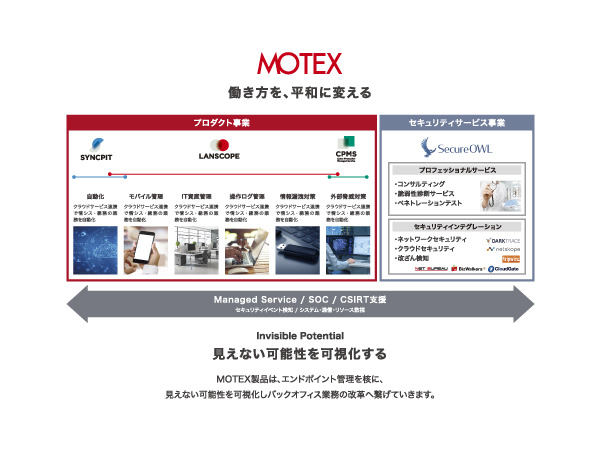 MOTEX
働き方を、平和に変える
プロダクト事業
SYNCPIT
LANSCOPE
CPMS
自動化
クラウドサービス連携
で情シス・総務の業
務を自動化
モバイル管理
クラウドサービス連携
で情シス・総務の業
務を自動化
IT資産管理
クラウドサービス連携
で情シス・総務の業
務を自動化
操作ログ管理
クラウドサービス連携
で情シス・総務の業
務を自動化
情報漏洩対策
クラウドサービス連携
で情シス・総務の業
務を自動化
外部脅威対策
クラウドサービス連携
で情シス・総務の業
務を自動化
セキュリティサービス事業
SecureOWL
プロフェッショナルサービス
・コンサルティング
・脆弱性診断サービス
・ペネトレーションテスト
セキュリティインテグレーション
・ネットワークセキュリティ
・クラウドセキュリティ
・改ざん検知
DARKTRACE
netskope
tripwire
NET BUREAU
BizWalkers+
CloudGate
Managed Service / SOC / CSIRT支援
セキュリティイベント検知 / システム・通信・リソース監視
Invisible Potential
見えない可能性を可視化する
MOTEX製品は、エンドポイント管理を核に、
見えない可能性を可視化しバックオフィス業務の改革へ繋げていきます。